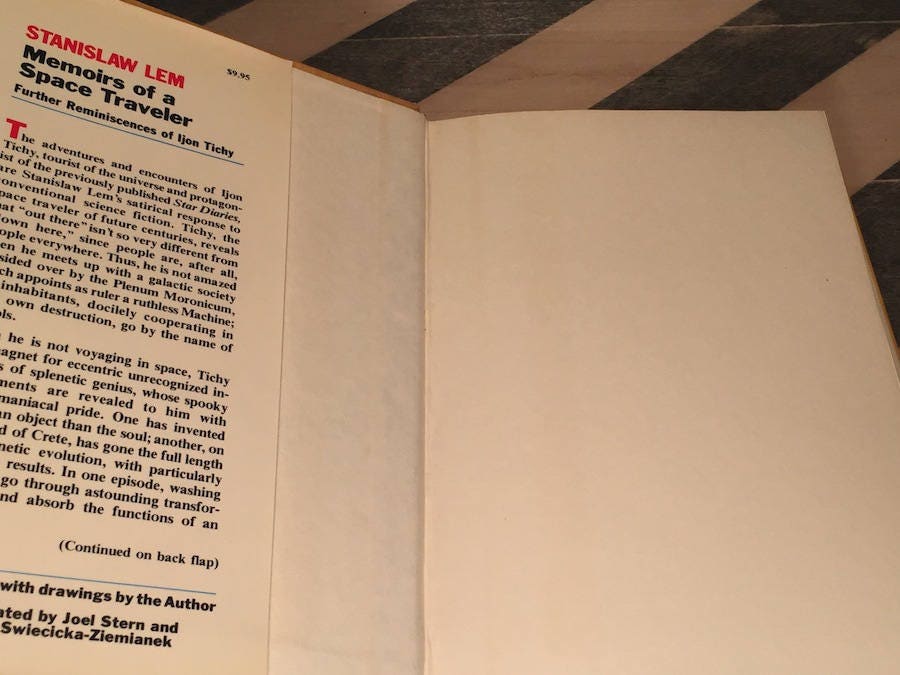 STANISLAW LEM
$9.95
Memoirs of a
Space Traveler
Further Reminiscences of Ijon Tichy
The adventures and encounters of Ijon
Tichy, tourist of the universe and protagon-
ist of the previously published Star Diaries,
are Stanislaw Lem's satirical response to
conventional science fiction. Tichy, the
space traveler of future centuries, reveals
that "out there" isn't so very different from
"down here," since people are, after all,
people everywhere. Thus, he is not amazed
he meets up with a galactic society
over by the Plenum Moronicum,
appoints as ruler a ruthless Machine;
inhabitants, docilely cooperating in
own destruction, go by the name of
he is not voyaging in space, Tichy
magnet for eccentric unrecognized in-
of splenetic genius, whose spooky
are revealed to him with
maniacal pride. One has invented
an object than the soul; another, on
of Crete, has gone the full length
evolution, with particularly
results. In one episode, washing
go through astounding transfor-
and absorb the functions of an
(Continued on back flap)
with drawings by the Author
by Joel Stern and
Swiecicka-Ziemianek